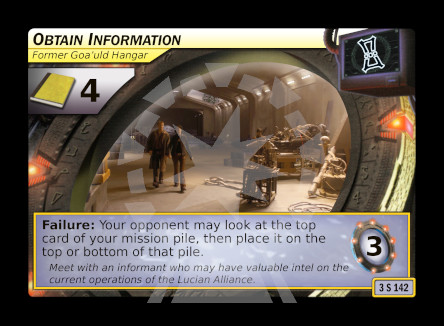 OBTAIN INFORMATION
Former Goa'uld Hangar
4
Failure: Your opponent may look at the top
card of your mission pile, then place it on the
top or bottom of that pile.
3
Meet with an informant who may have valuable intel on the
current operations of the Lucian Alliance.
3 S 142